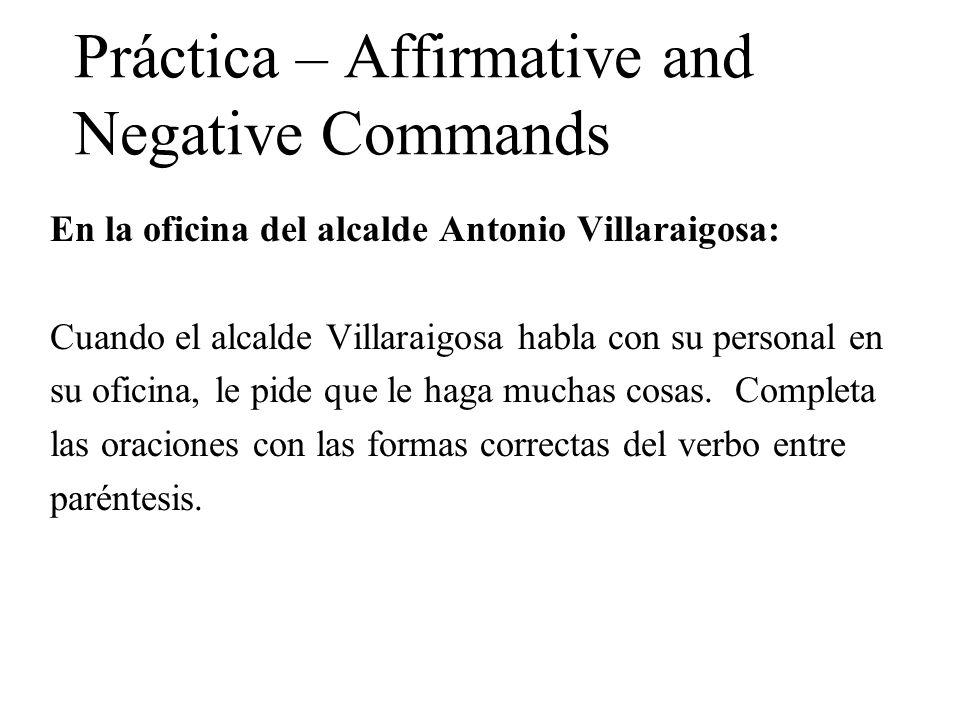 Práctica – Affirmative and
Negative Commands
En la oficina del alcalde Antonio Villaraigosa:
Cuando el alcalde Villaraigosa habla con su personal en
su oficina, le pide que le haga muchas cosas.  Completa
las oraciones con las formas correctas del verbo entre
paréntesis.